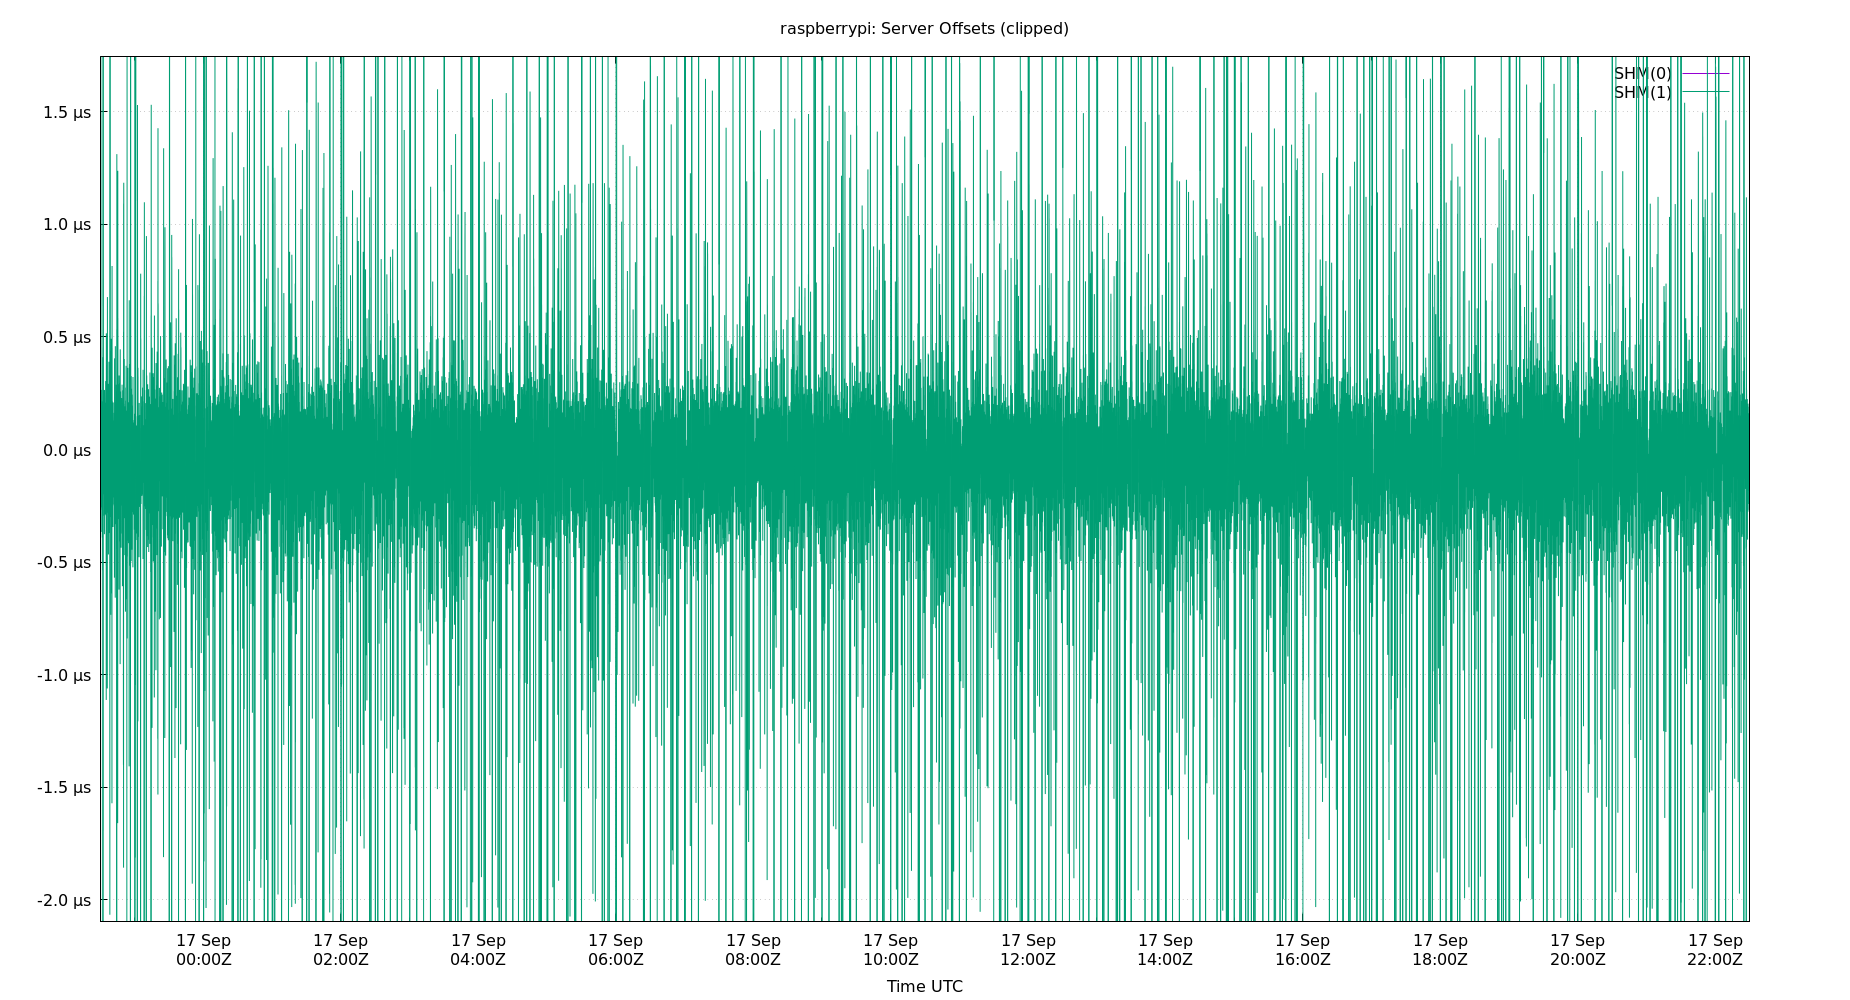 raspberrypi: Server Offsets (clipped)
SHM(0)
SHM(1)
1.5 μs
1.0 μs
0.5 μs
0.0 μs
-0.5 μs
-1.0 μs
-1.5 μs
-2.0 μs
17 Sep 17 Sep 17 Sep 17 Sep 17 Sep 17 Sep 17 Sep 17 Sep 17 Sep 17 Sep 17 Sep 17 Sep
00:00Z 02:00Z 04:00Z 06:00Z 08:00Z 10:00Z 12:00Z 14:00Z 16:00Z 18:00Z 20:00Z 22:00Z
Time UTC